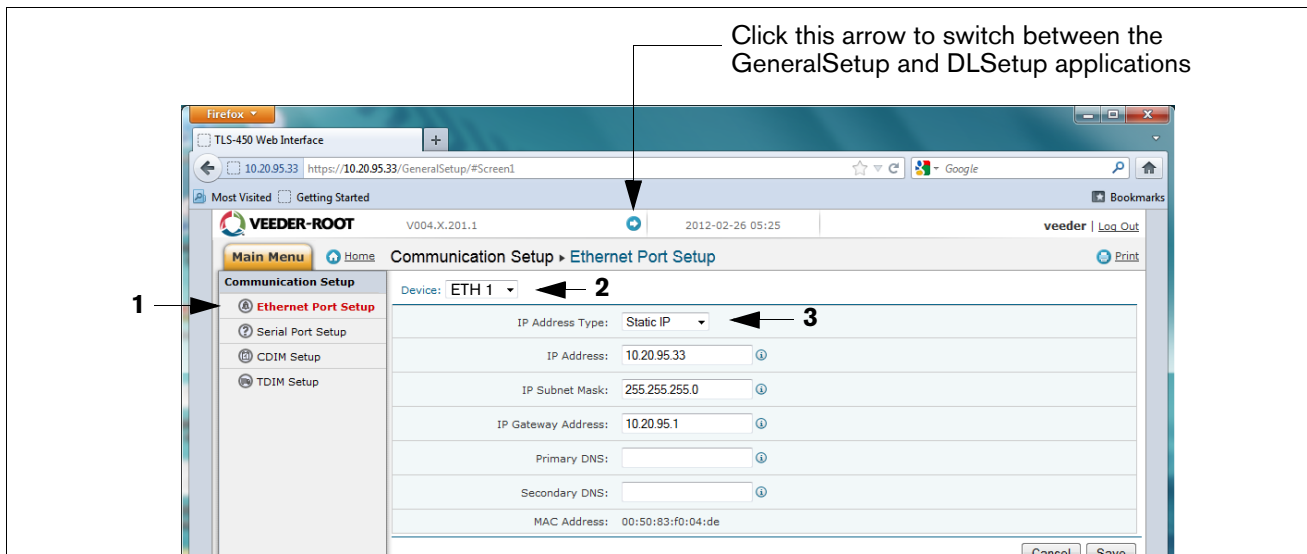 Click this arrow to switch between the
GeneralSetup and DLSetup applications
Firefox
TLS-450 Web Interface
+
10.20.95.33 https://10.20.95.33/GeneralSetup/#Screen1
Google
Most Visited Getting Started
Bookmarks
VEEDER-ROOT V004.X.201.1 2012-02-26 05:25 veeder | Log Out
Main Menu Home Communication Setup ▸ Ethernet Port Setup Print
Communication Setup
Device: ETH 1 2
1 Ethernet Port Setup
IP Address Type: Static IP 3
Serial Port Setup
CDIM Setup
IP Address: 10.20.95.33
TDIM Setup
IP Subnet Mask: 255.255.255.0
IP Gateway Address: 10.20.95.1
Primary DNS:
Secondary DNS:
MAC Address: 00:50:83:f0:04:de
Cancel Save